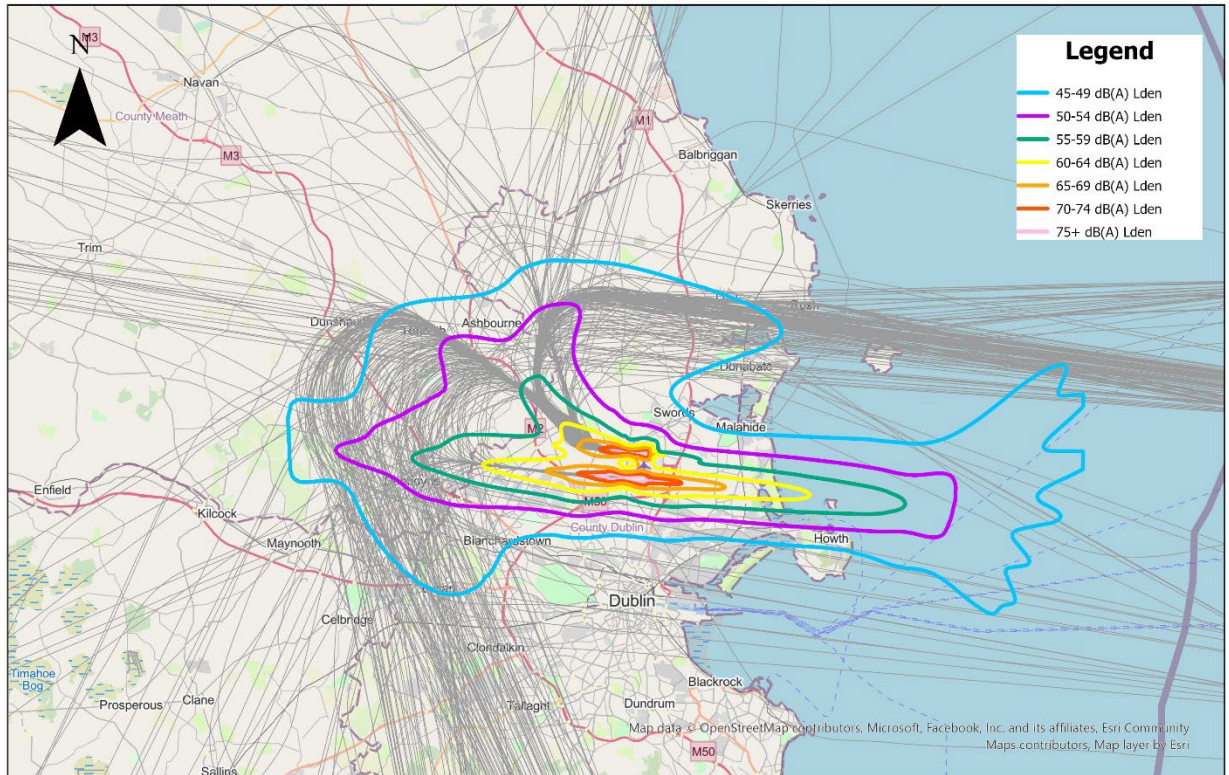 M3
N
Navan
County Meath
M1
M3
Balbriggan
Skerries
Trim
Ashbourne
Donabate
Swords
Malahide
M2
Enfield
Kilcock
M50
County Dublin
Maynooth
Blanchardstown
Howth
Dublin
Celbridge
Clondalkin
Timahoe
Bog
Clane
Prosperous
Blackrock
Tallaght
Dundrum
M50
Sallins
Legend
45-49 dB(A) Lden
50-54 dB(A) Lden
55-59 dB(A) Lden
60-64 dB(A) Lden
65-69 dB(A) Lden
70-74 dB(A) Lden
75+ dB(A) Lden
Map data © OpenStreetMap contributors, Microsoft, Facebook, Inc. and its affiliates, Esri Community
Maps contributors, Map layer by Esri